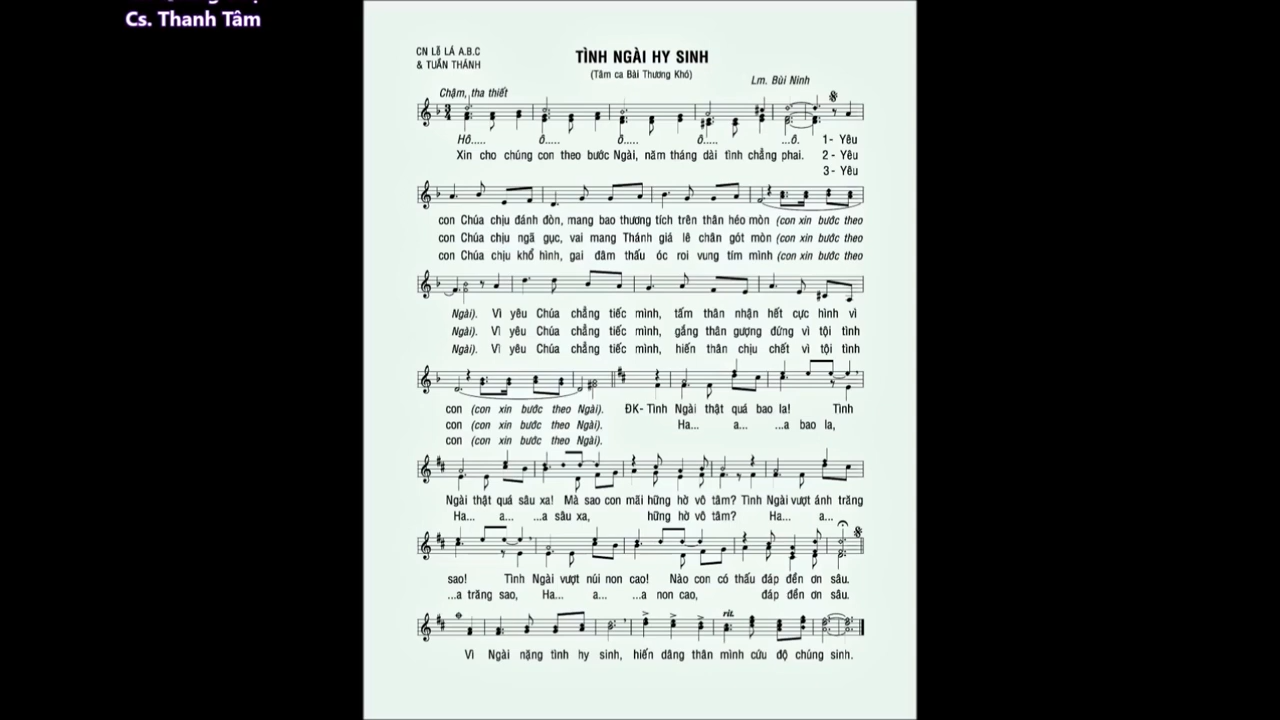 Cs. Thanh Tâm
CN LỄ LÁ A.B.C
& TUẦN THÁNH
TÌNH NGÀI HY SINH
(Tâm ca Bài Thương Khó)
Lm. Bùi Ninh
Chậm, tha thiết
Hô..... ô..... ô..... ô..... ...ô. 1- Yêu
Xin cho chúng con theo bước Ngài, năm tháng dài tình chẳng phai. 2 - Yêu
3- Yêu
con Chúa chịu đánh đòn, mang bao thương tích trên thân héo mòn (con xin bước theo
con Chúa chịu ngã gục, vai mang Thánh giá lê chân gót mòn (con xin bước theo
con Chúa chịu khổ hình, gai đâm thấu óc roi vung tím mình (con xin bước theo
Ngài). Vì yêu Chúa chẳng tiếc mình, tấm thân nhận hết cực hình vì
Ngài). Vì yêu Chúa chẳng tiếc mình, gắng thân gượng đứng vì tội tình
Ngài). Vì yêu Chúa chẳng tiếc mình, hiến thân chịu chết vì tội tình
con (con xin bước theo Ngài). ĐK- Tình Ngài thật quá bao la! Tình
con (con xin bước theo Ngài). Ha... a... ...a bao la,
con (con xin bước theo Ngài).
Ngài thật quá sâu xa! Mà sao con mãi hững hờ vô tâm? Tình Ngài vượt ánh trăng
Ha... a... ...a sâu xa, hững hờ vô tâm? Ha... a...
sao! Tình Ngài vượt núi non cao! Nào con có thấu đáp đền ơn sâu.
...a trăng sao, Ha... a... ...a non cao, đáp đền ơn sâu.
rit.
Vì Ngài nặng tình hy sinh, hiến dâng thân mình cứu độ chúng sinh.